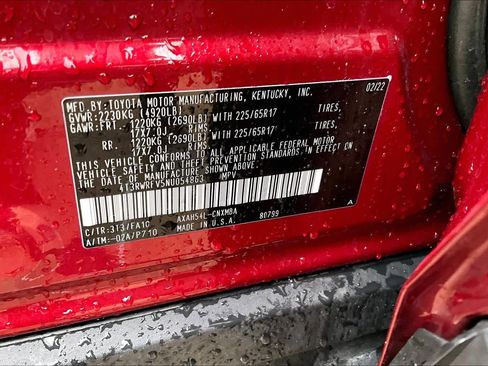 MFD.BY:TOYOTA MOTOR MANUFACTURING, KENTUCKY, INC. 02/22
GVWR:2230KG (4920LB)
GAWR:FRT. 1220KG (2690LB) WITH 225/65R17 TIRES,
17X7.0J RIMS,
RR. 1220KG (2690LB) WITH 225/65R17 TIRES,
17X7.0J RIMS,
THIS VEHICLE CONFORMS TO ALL APPLICABLE FEDERAL MOTOR
VEHICLE SAFETY, BUMPER, AND THEFT PREVENTION STANDARDS IN
EFFECT ON THE DATE OF MANUFACTURE SHOWN ABOVE.
4T3RWRFV5NU054863 MPV
C/TR:3T3/FA10 AXAH54L-CNXMBA 80799 A
A/TM:-02A/P710 MADE IN U.S.A.